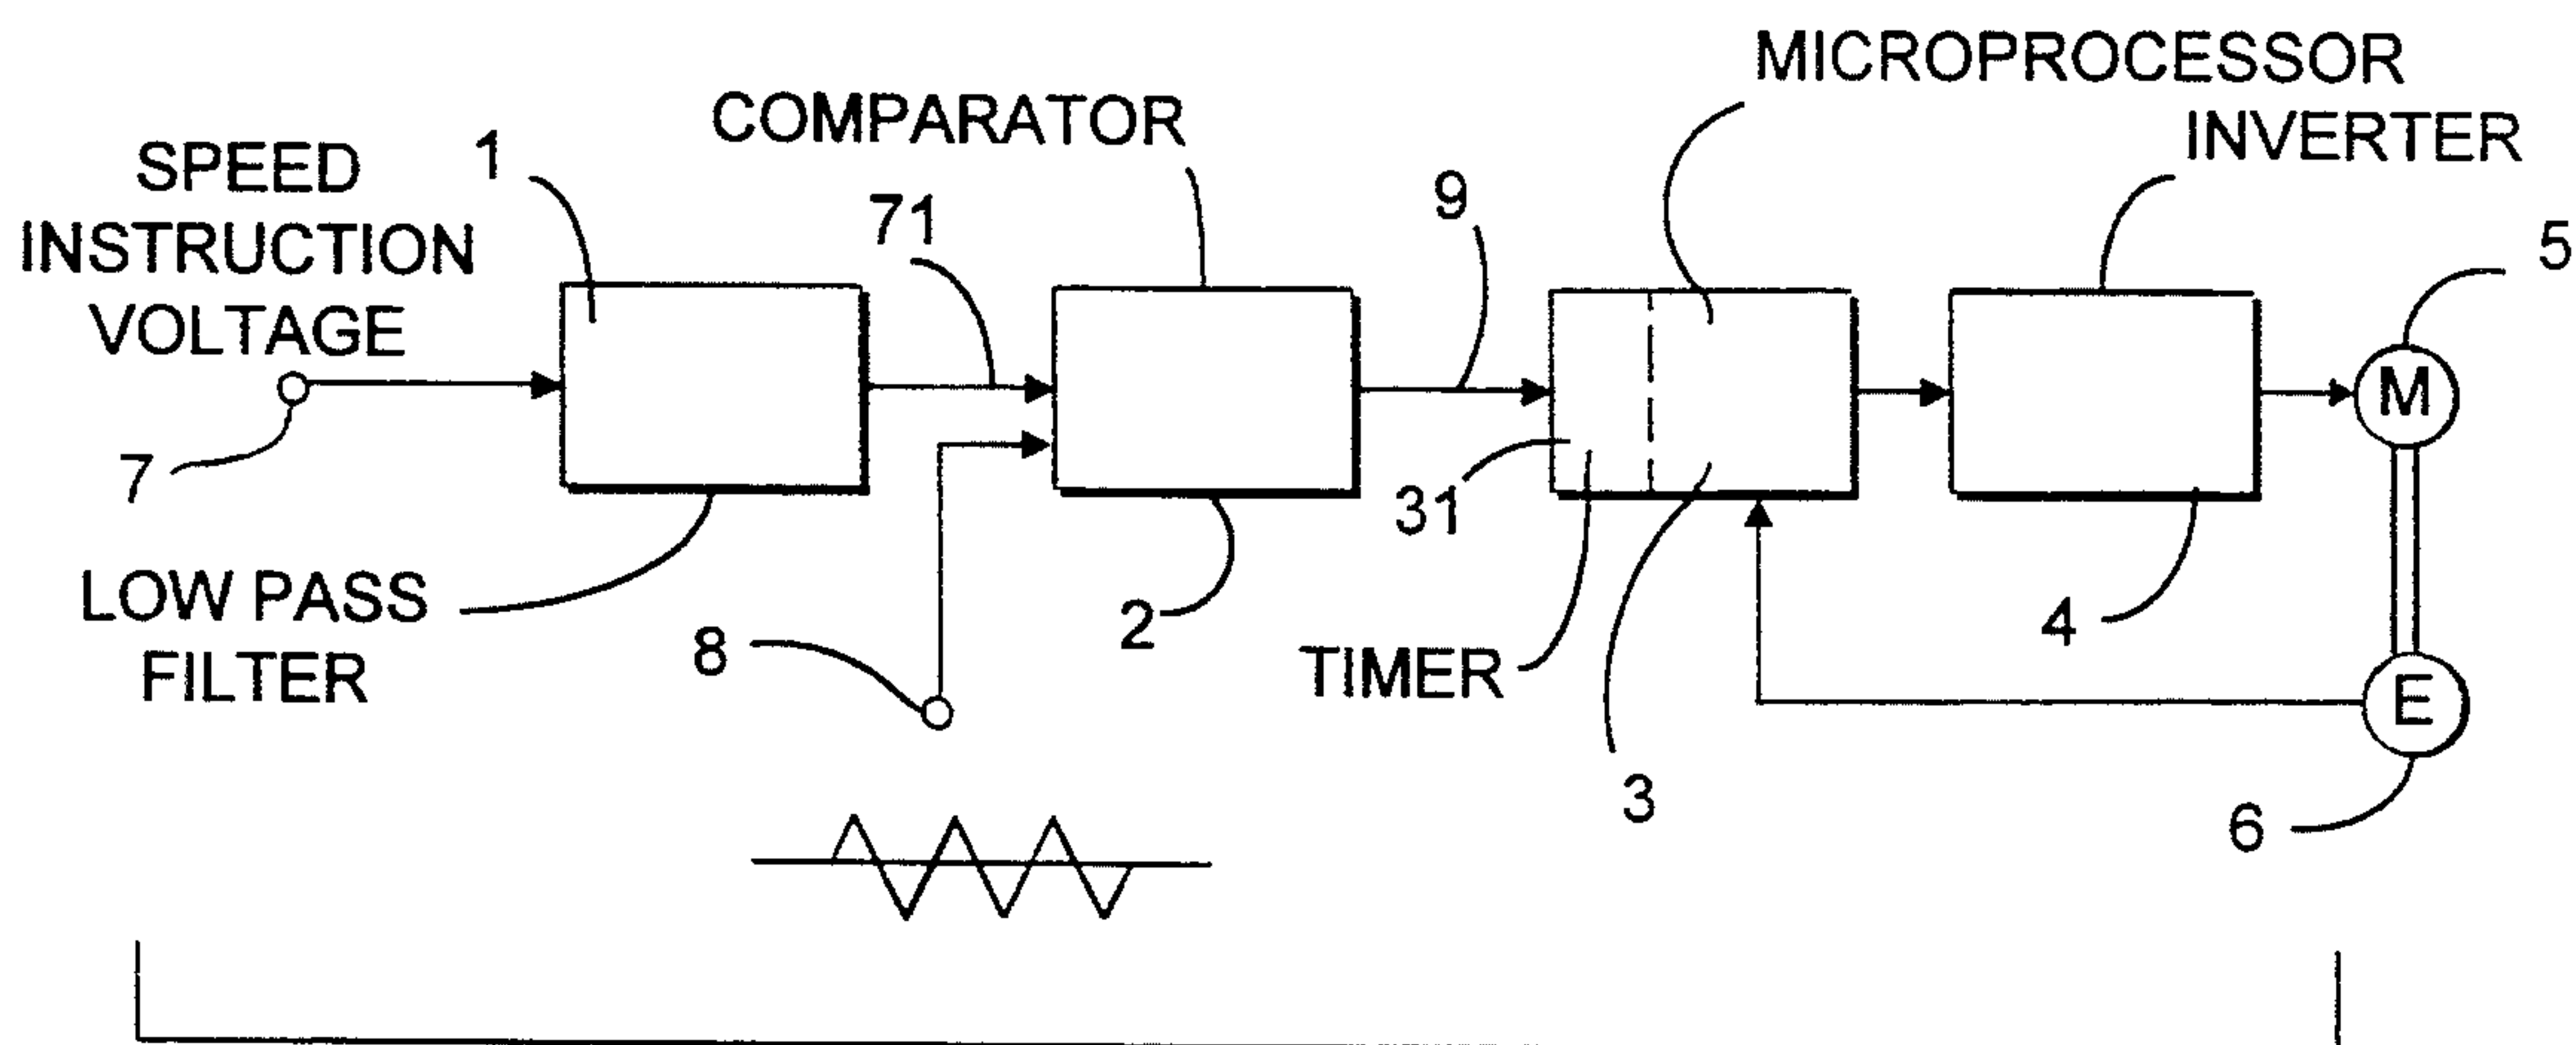 MICROPROCESSOR
COMPARATOR
INVERTER
SPEED
INSTRUCTION
VOLTAGE
1
71
9
5
M
7
31
LOW PASS
FILTER
8
2
TIMER
4
3
E
6